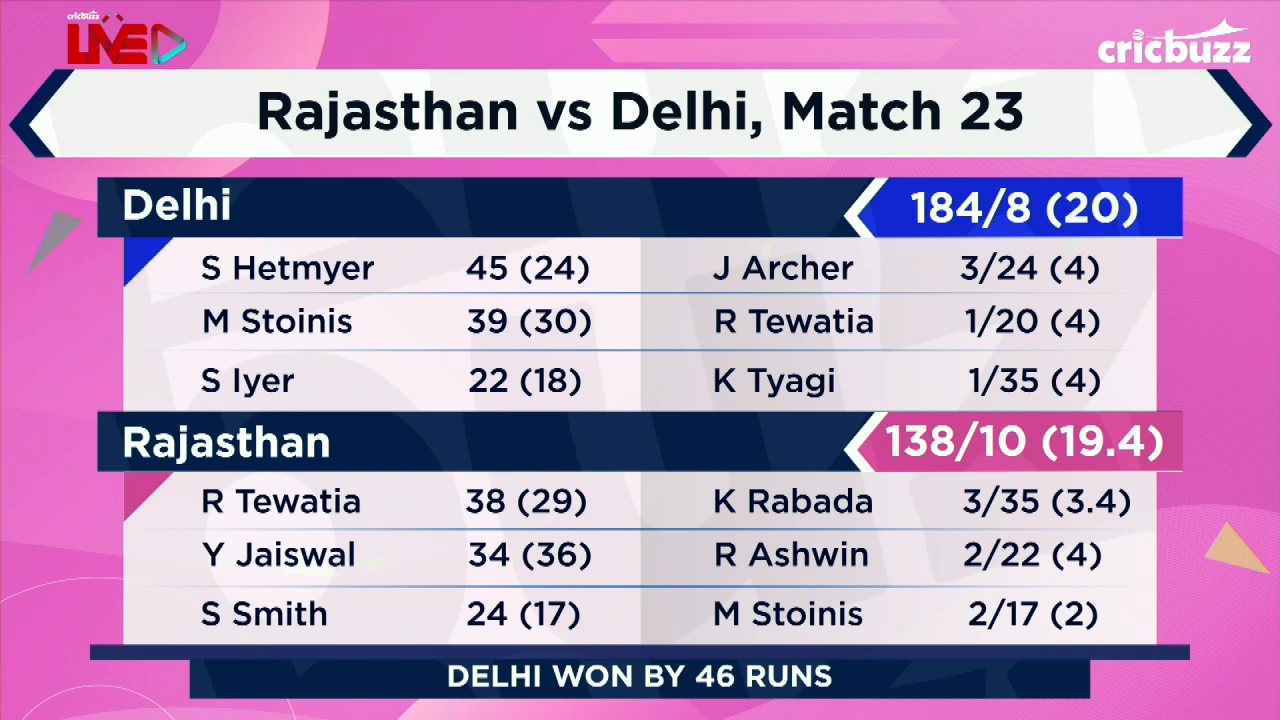 cricbuzz
LIVE
cricbuzz
Rajasthan vs Delhi, Match 23
Delhi 184/8 (20)
S Hetmyer 45 (24) J Archer 3/24 (4)
M Stoinis 39 (30) R Tewatia 1/20 (4)
S Iyer 22 (18) K Tyagi 1/35 (4)
Rajasthan 138/10 (19.4)
R Tewatia 38 (29) K Rabada 3/35 (3.4)
Y Jaiswal 34 (36) R Ashwin 2/22 (4)
S Smith 24 (17) M Stoinis 2/17 (2)
DELHI WON BY 46 RUNS